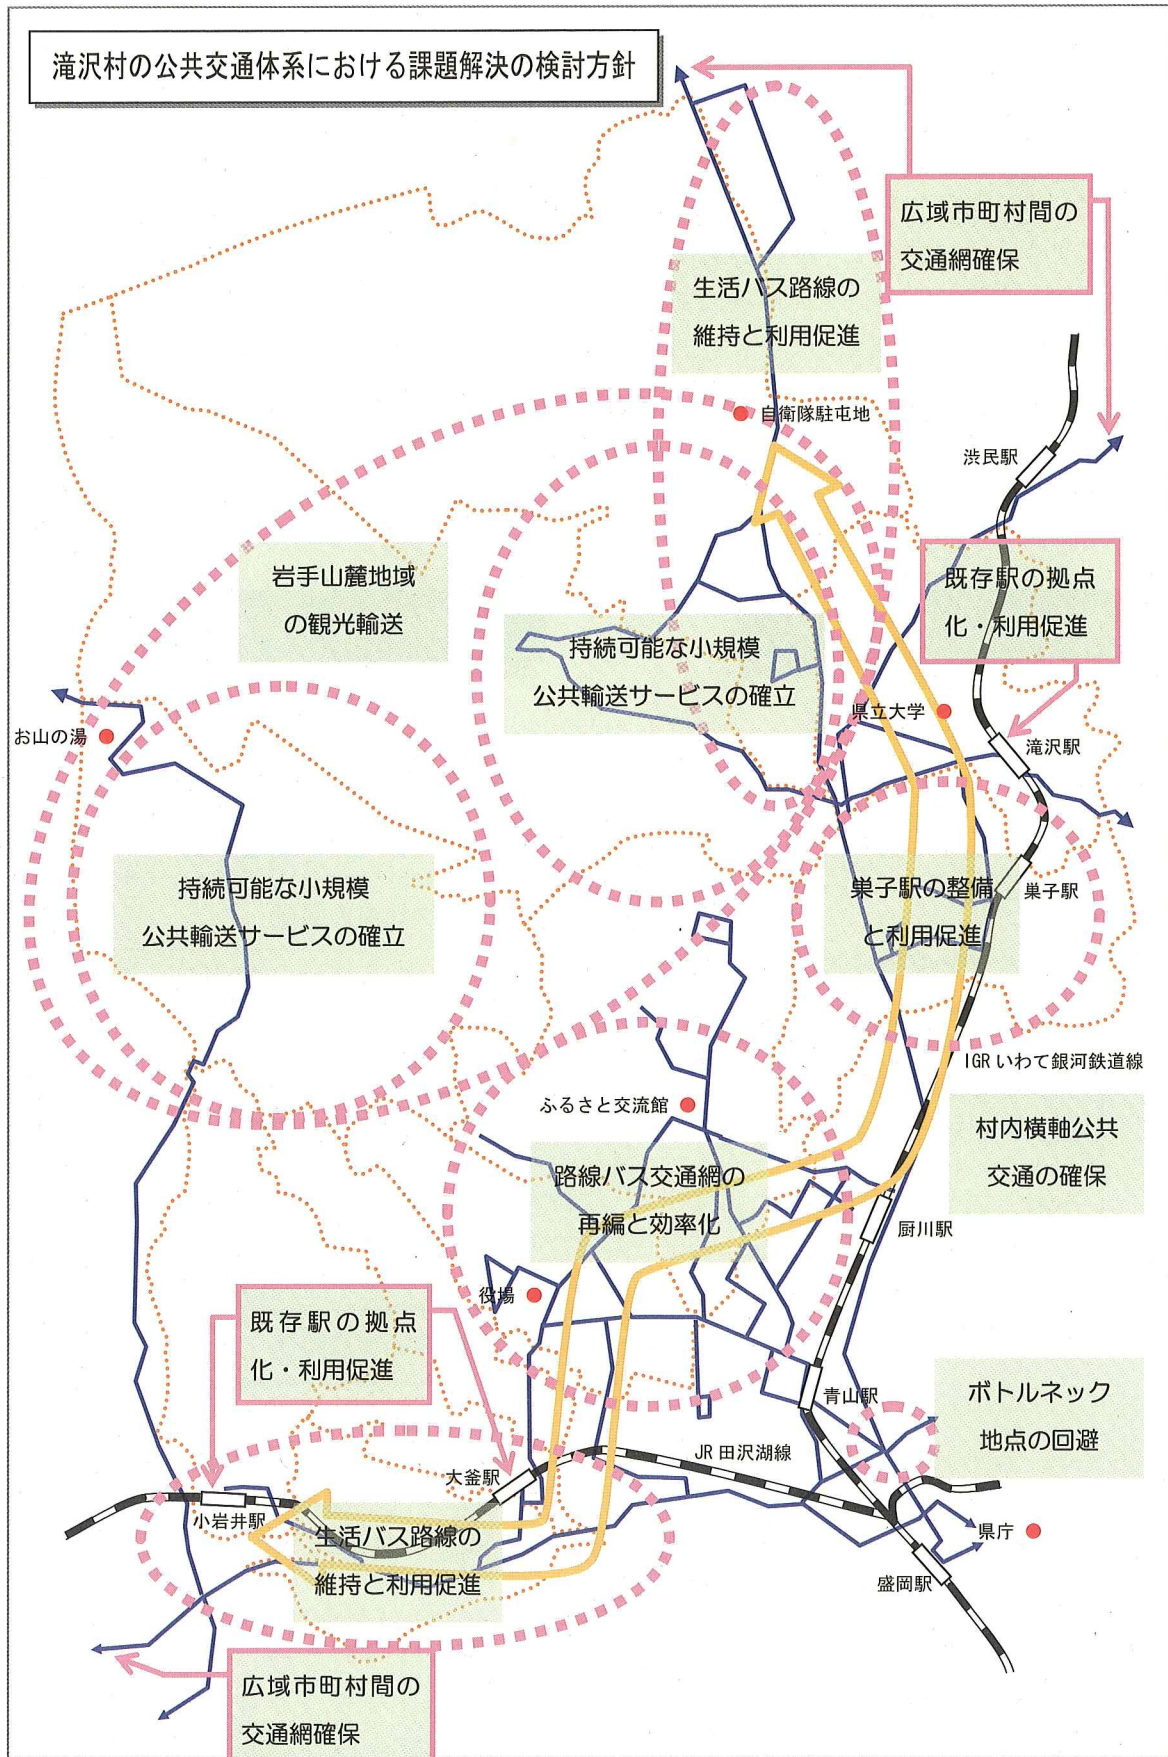 滝沢村の公共交通体系における課題解決の検討方針
広域市町村間の
交通網確保
生活バス路線の
維持と利用促進
自衛隊駐屯地
渋民駅
岩手山麓地域
の観光輸送
既存駅の拠点
化・利用促進
持続可能な小規模
公共輸送サービスの確立
県立大学
お山の湯
滝沢駅
持続可能な小規模
公共輸送サービスの確立
巣子駅の整備
と利用促進
巣子駅
IGR いわて銀河鉄道線
ふるさと交流館
村内横軸公共
交通の確保
路線バス交通網の
再編と効率化
厨川駅
役場
既存駅の拠点
化・利用促進
青山駅
ボトルネック
地点の回避
JR 田沢湖線
大釜駅
小岩井駅
生活バス路線の
維持と利用促進
県庁
盛岡駅
広域市町村間の
交通網確保